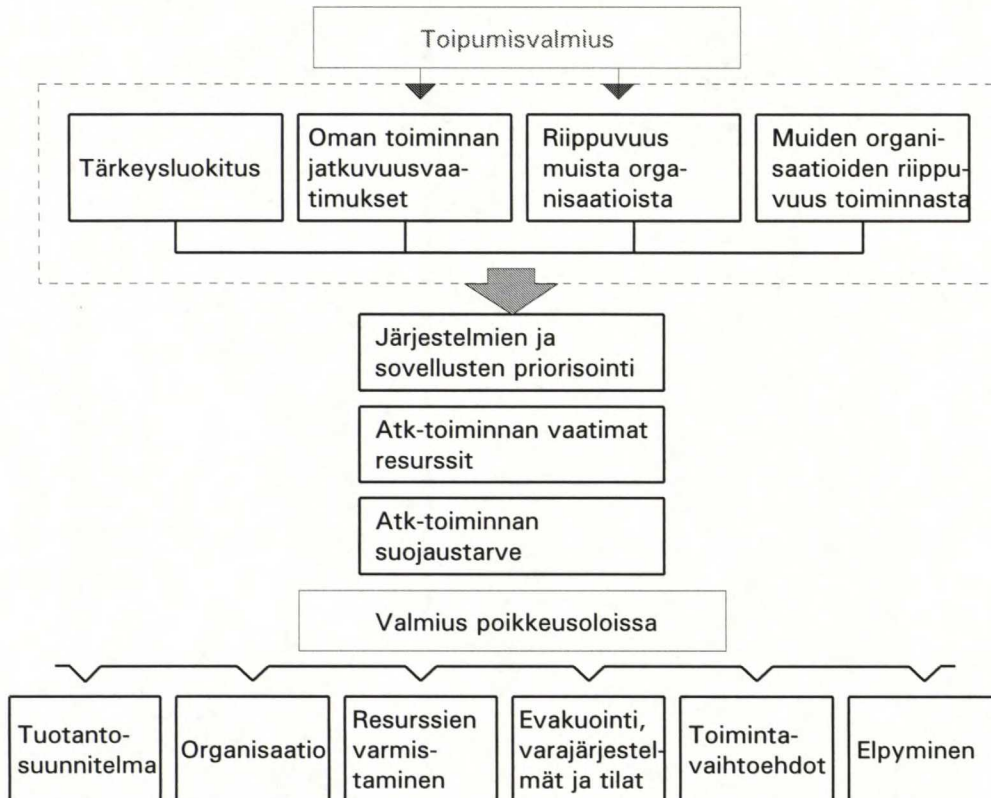 Toipumisvalmius
Tärkeysluokitus
Oman toiminnan
jatkuvuusvaa-
timukset
Riippuvuus
muista orga-
nisaatioista
Muiden organi-
saatioiden riippu-
vuus toiminnasta
Järjestelmien ja
sovellusten priorisointi
Atk-toiminnan vaatimat
resurssit
Atk-toiminnan
suojaustarve
Valmius poikkeusoloissa
Tuotanto-
suunnitelma
Organisaatio
Resurssien
varmis-
taminen
Evakuointi,
varajärjestel-
mät ja tilat
Toiminta-
vaihtoehdot
Elpyminen